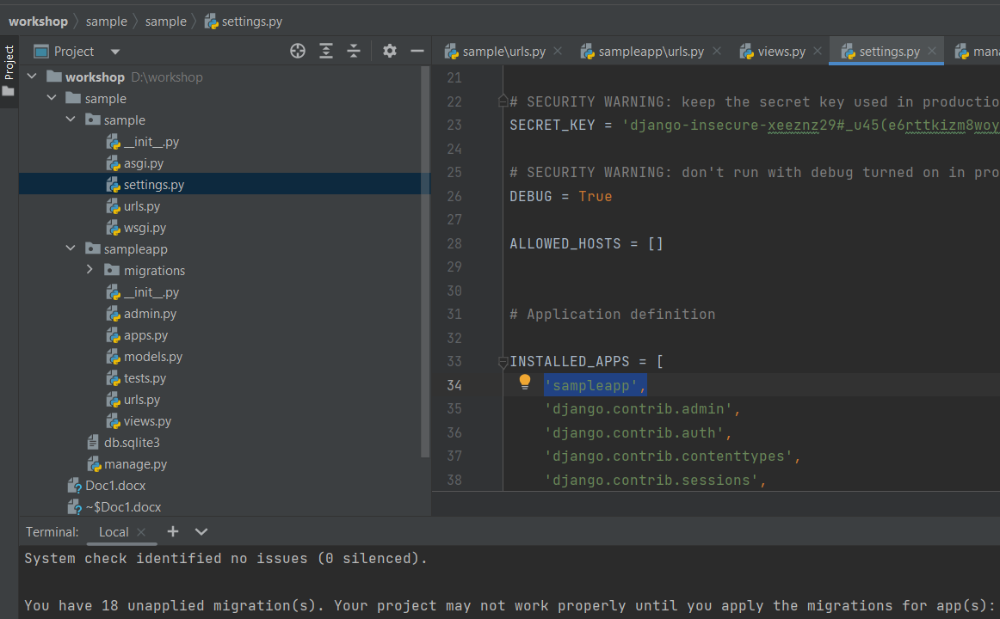 workshop sample sample settings.py
Project
Project
sample\urls.py sampleapp\urls.py views.py settings.py
workshop D:\workshop
sample
sample
__init__.py
asgi.py
settings.py
urls.py
wsgi.py
sampleapp
migrations
__init__.py
admin.py
apps.py
models.py
tests.py
urls.py
views.py
db.sqlite3
manage.py
Doc1.docx
~$Doc1.docx
21
22 # SECURITY WARNING: keep the secret key used in productio
23 SECRET_KEY = 'django-insecure-xeeznz29#_u45(e6rttkizm8woy
24
25 # SECURITY WARNING: don't run with debug turned on in pro
26 DEBUG = True
27
28 ALLOWED_HOSTS = []
29
30
31 # Application definition
32
33 INSTALLED_APPS = [
34 'sampleapp',
35 'django.contrib.admin',
36 'django.contrib.auth',
37 'django.contrib.contenttypes',
38 'django.contrib.sessions',
Terminal: Local
System check identified no issues (0 silenced).
You have 18 unapplied migration(s). Your project may not work properly until you apply the migrations for app(s):